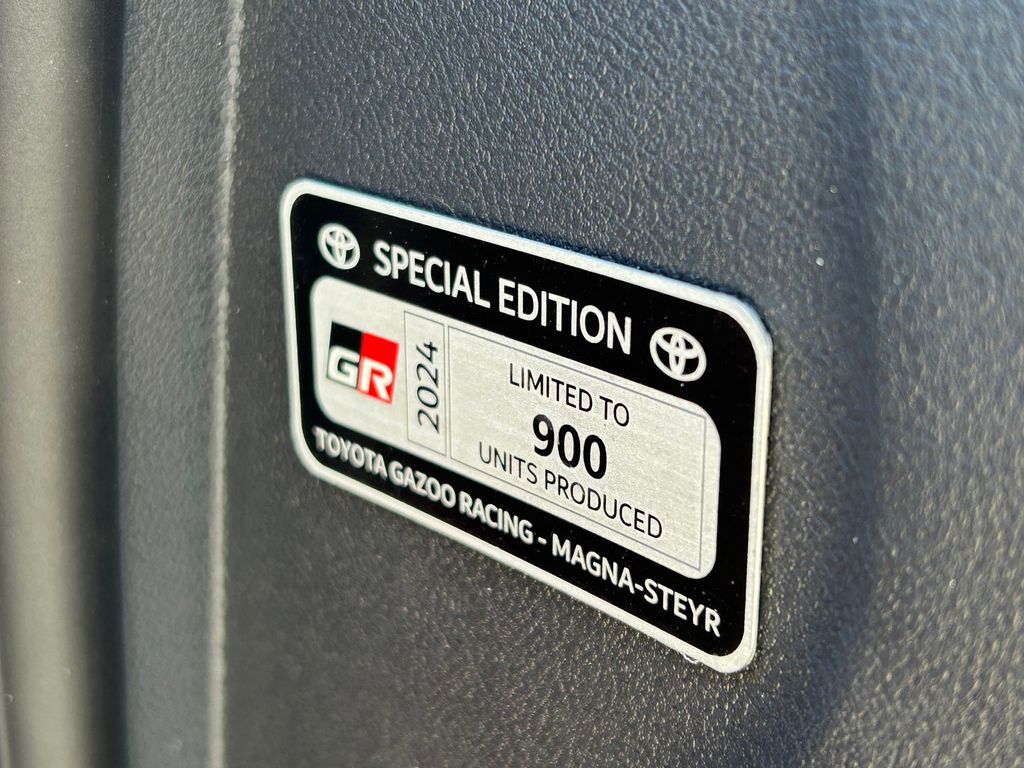 SPECIAL EDITION
GR
2024
LIMITED TO
900
UNITS PRODUCED
TOYOTA GAZOO RACING - MAGNA-STEYR